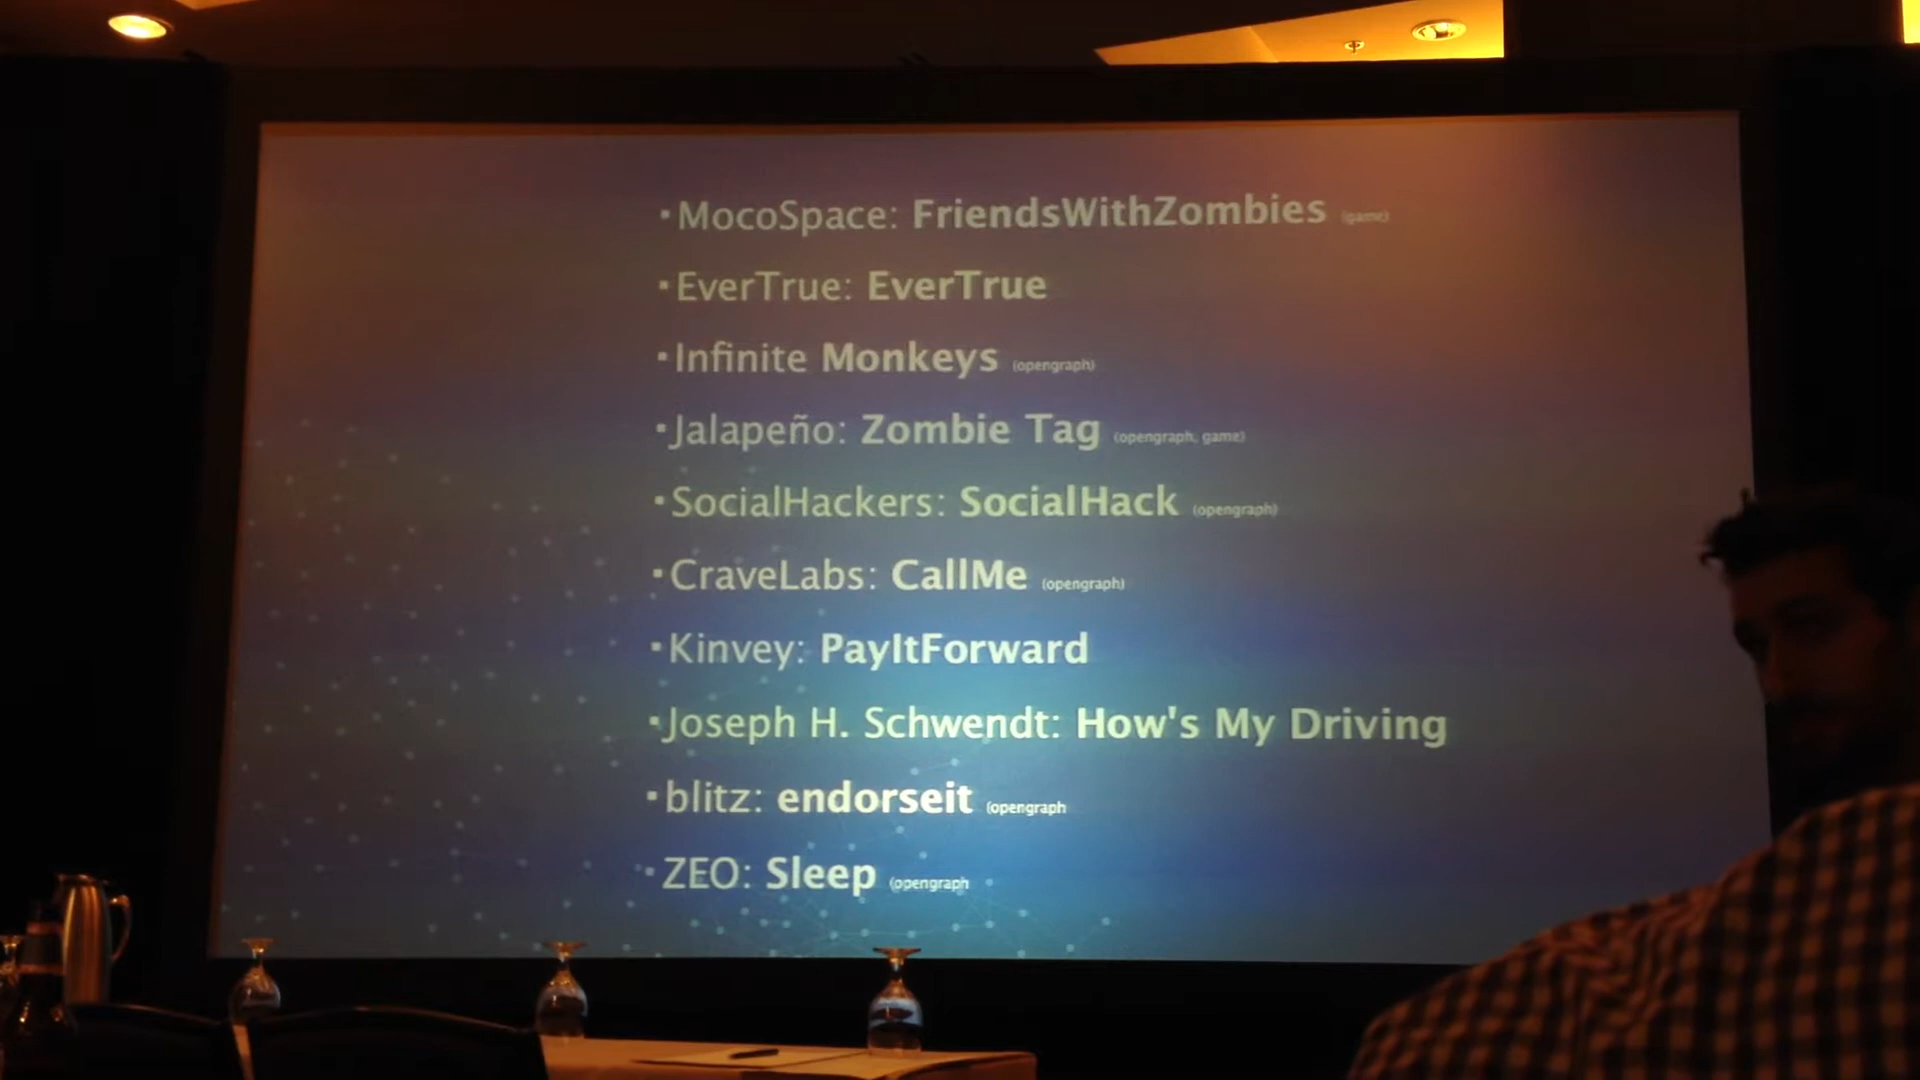 ▪MocoSpace: FriendsWithZombies (game)
▪EverTrue: EverTrue
▪Infinite Monkeys (opengraph)
▪Jalapeño: Zombie Tag (opengraph, game)
▪SocialHackers: SocialHack (opengraph)
▪CraveLabs: CallMe (opengraph)
▪Kinvey: PayItForward
▪Joseph H. Schwendt: How's My Driving
▪blitz: endorseit (opengraph
▪ZEO: Sleep (opengraph